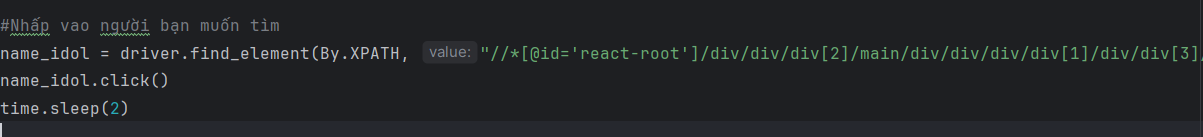 #Nhấp vao người bạn muốn tìm
name_idol = driver.find_element(By.XPATH, value: "//*[@id='react-root']/div/div/div[2]/main/div/div/div/div[1]/div/div[3]/
name_idol.click()
time.sleep(2)